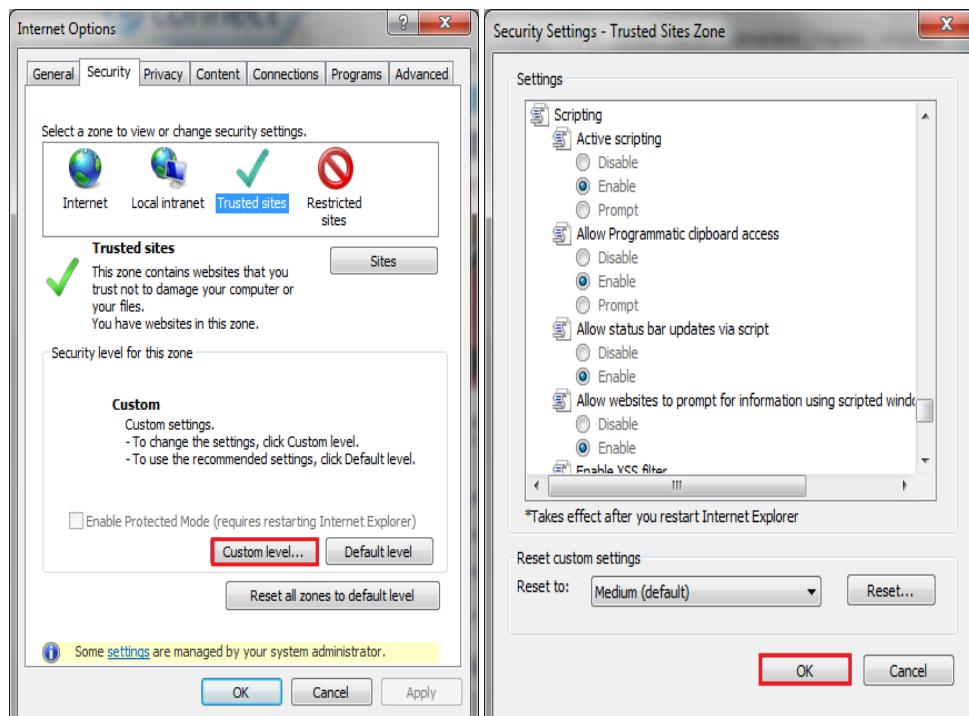 connect
Internet Options
General Security Privacy Content Connections Programs Advanced
Select a zone to view or change security settings.
Internet Local intranet Trusted sites Restricted
sites
Trusted sites
Sites
This zone contains websites that you
trust not to damage your computer or
your files.
You have websites in this zone.
Security level for this zone
Custom
Custom settings.
- To change the settings, click Custom level.
- To use the recommended settings, click Default level.
Enable Protected Mode (requires restarting Internet Explorer)
Custom level... Default level
Reset all zones to default level
Some settings are managed by your system administrator.
OK Cancel Apply
Security Settings - Trusted Sites Zone
Settings
Scripting
Active scripting
Disable
Enable
Prompt
Allow Programmatic clipboard access
Disable
Enable
Prompt
Allow status bar updates via script
Disable
Enable
Allow websites to prompt for information using scripted windo
Disable
Enable
Enable XSS filter
*Takes effect after you restart Internet Explorer
Reset custom settings
Reset to: Medium (default) Reset...
OK Cancel